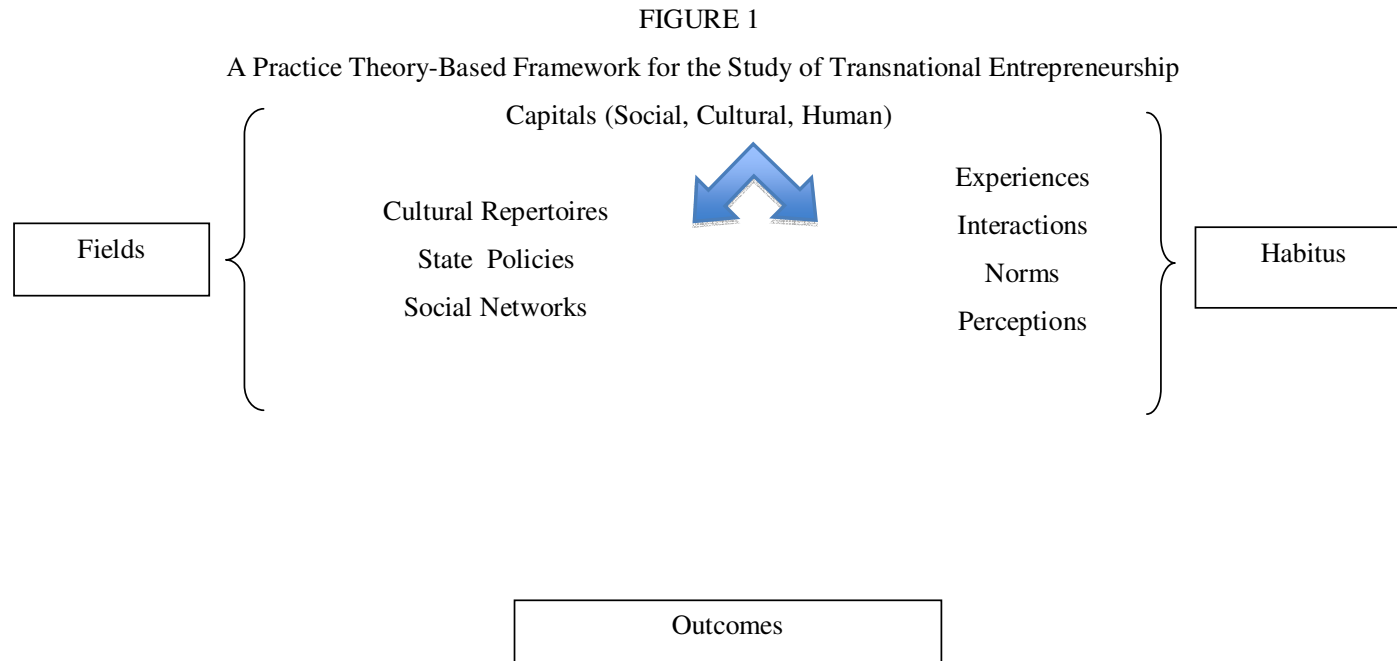 FIGURE 1
A Practice Theory-Based Framework for the Study of Transnational Entrepreneurship
Capitals (Social, Cultural, Human)
Fields
Cultural Repertoires
State Policies
Social Networks
Experiences
Interactions
Norms
Perceptions
Habitus
Outcomes